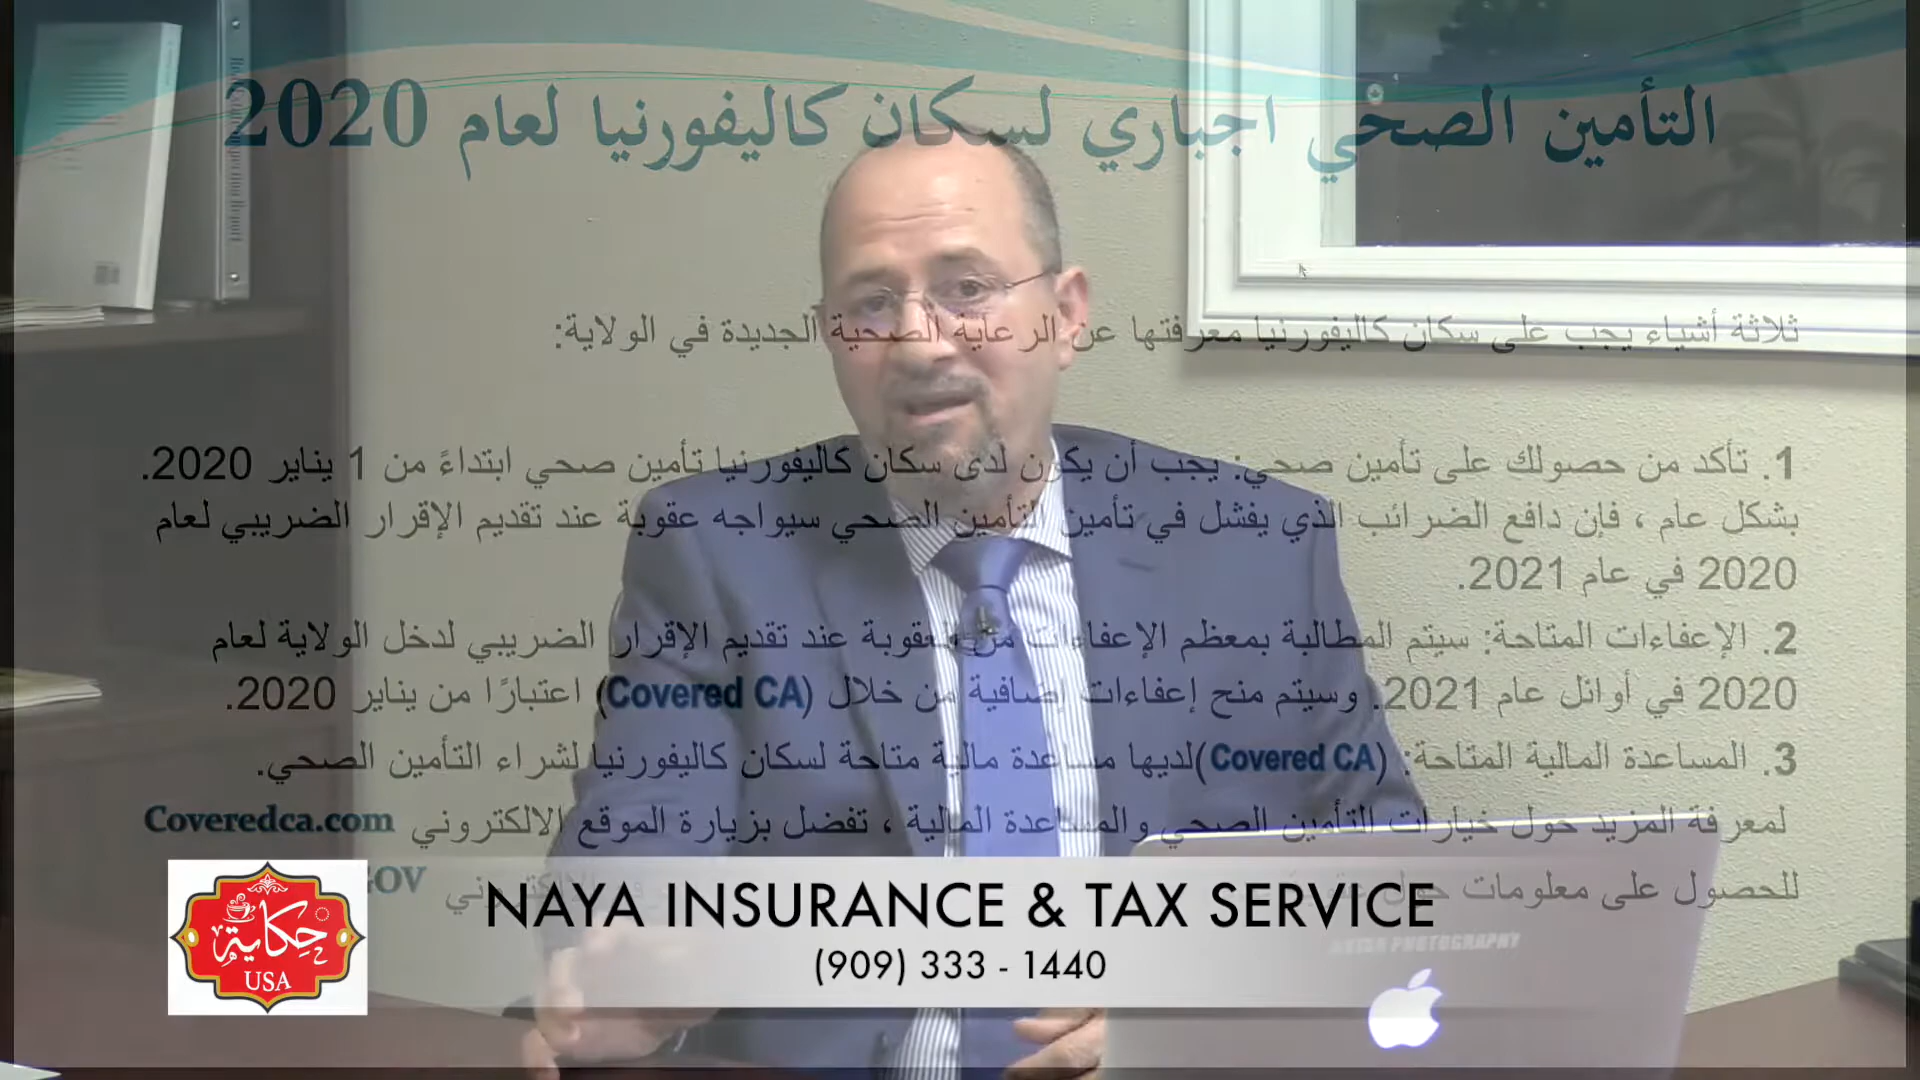 التأمين الصحي اجباري لسكان كاليفورنيا لعام 2020
ثلاثة أشياء يجب على سكان كاليفورنيا معرفتها عن الرعاية الصحية الجديدة في الولاية:
1. تأكد من حصولك على تأمين صحي: يجب أن يكون لدى سكان كاليفورنيا تأمين صحي ابتداءً من 1 يناير 2020.
بشكل عام ، فإن دافع الضرائب الذي يفشل في تأمين التأمين الصحي سيواجه عقوبة عند تقديم الإقرار الضريبي لعام
2020 في عام 2021.
2. الإعفاءات المتاحة: سيتم المطالبة بمعظم الإعفاءات من العقوبة عند تقديم الإقرار الضريبي لدخل الولاية لعام
2020 في أوائل عام 2021. وسيتم منح إعفاءات إضافية من خلال (Covered CA) اعتبارًا من يناير 2020.
3. المساعدة المالية المتاحة: (Covered CA)لديها مساعدة مالية متاحة لسكان كاليفورنيا لشراء التأمين الصحي.
لمعرفة المزيد حول خيارات التأمين الصحي والمساعدة المالية ، تفضل بزيارة الموقع الالكتروني Coveredca.com
للحصول على معلومات حول
حكاية
USA
NAYA INSURANCE & TAX SERVICE
(909) 333 - 1440